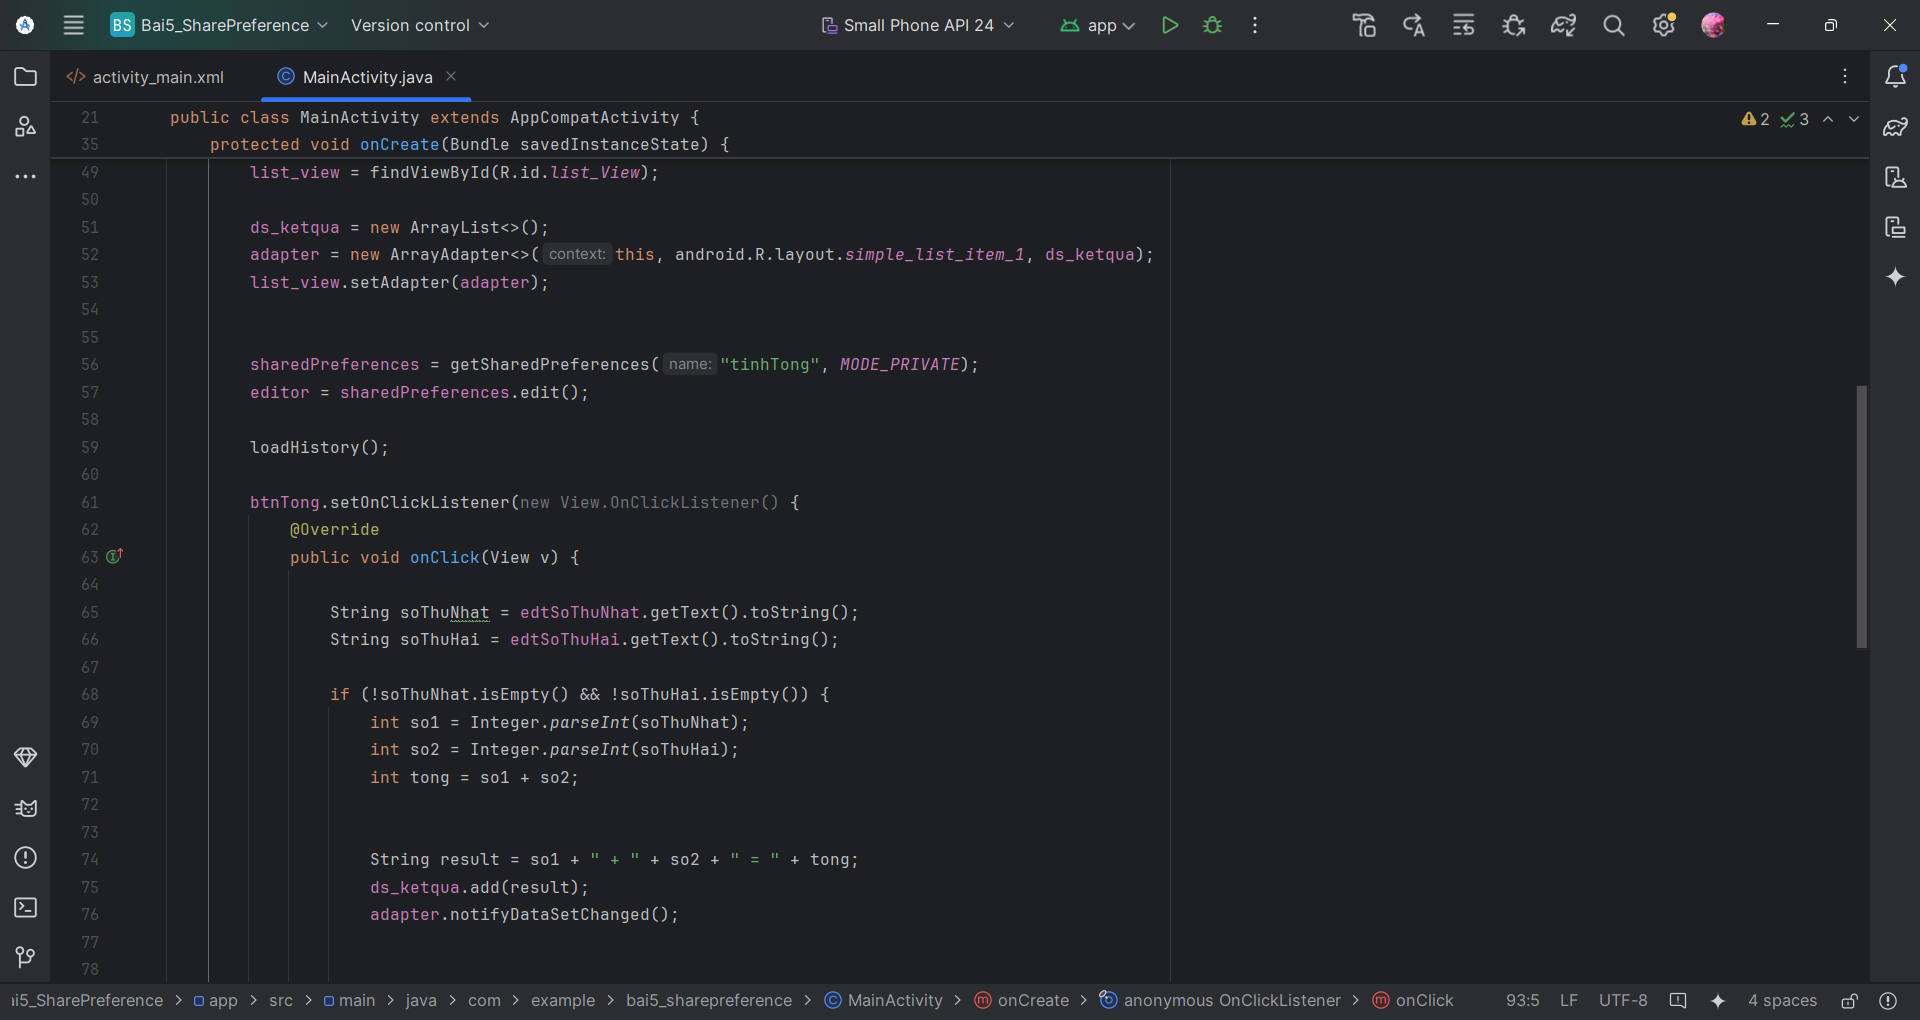 BS Bai5_SharePreference Version control Small Phone API 24 app
activity_main.xml MainActivity.java
21 public class MainActivity extends AppCompatActivity { 2 3
35 protected void onCreate(Bundle savedInstanceState) {
49 list_view = findViewById(R.id.list_View);
50
51 ds_ketqua = new ArrayList<>();
52 adapter = new ArrayAdapter<>( context: this, android.R.layout.simple_list_item_1, ds_ketqua);
53 list_view.setAdapter(adapter);
54
55
56 sharedPreferences = getSharedPreferences( name: "tinhTong", MODE_PRIVATE);
57 editor = sharedPreferences.edit();
58
59 loadHistory();
60
61 btnTong.setOnClickListener(new View.OnClickListener() {
62 @Override
63 public void onClick(View v) {
64
65 String soThuNhat = edtSoThuNhat.getText().toString();
66 String soThuHai = edtSoThuHai.getText().toString();
67
68 if (!soThuNhat.isEmpty() && !soThuHai.isEmpty()) {
69 int so1 = Integer.parseInt(soThuNhat);
70 int so2 = Integer.parseInt(soThuHai);
71 int tong = so1 + so2;
72
73
74 String result = so1 + " + " + so2 + " = " + tong;
75 ds_ketqua.add(result);
76 adapter.notifyDataSetChanged();
77
78
ai5_SharePreference > app > src > main > java > com > example > bai5_sharepreference > MainActivity > onCreate > anonymous OnClickListener > onClick 93:5 LF UTF-8 4 spaces